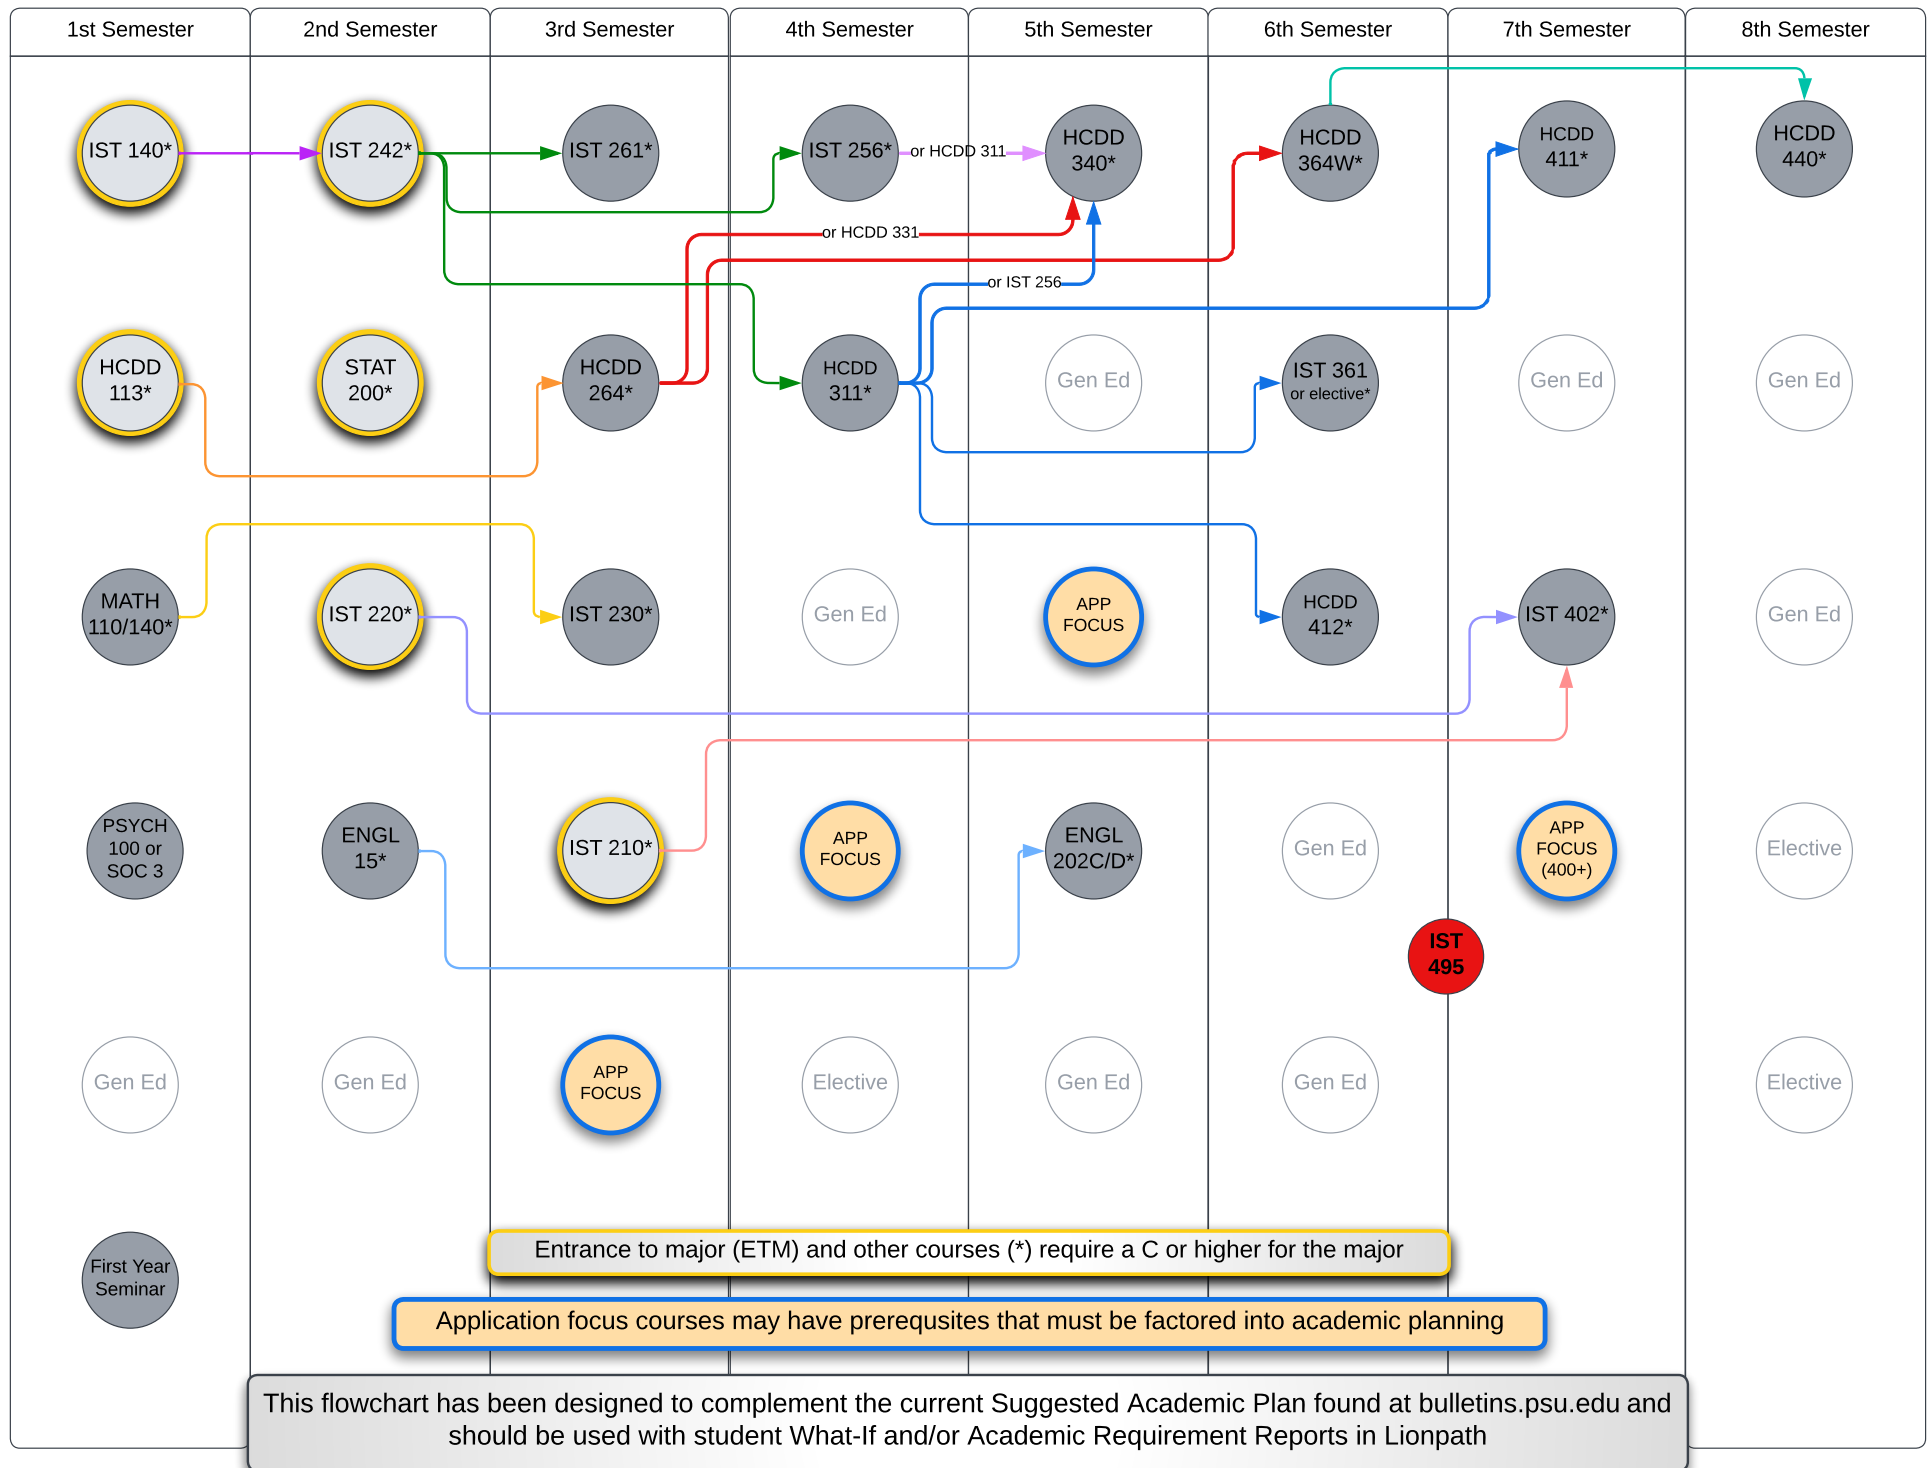 1st Semester
2nd Semester
3rd Semester
4th Semester
5th Semester
6th Semester
7th Semester
8th Semester
IST 140*
IST 242*
IST 261*
IST 256*
or HCDD 311
HCDD
340*
HCDD
364W*
HCDD
411*
HCDD
440*
or HCDD 331
or IST 256
HCDD
113*
STAT
200*
HCDD
264*
HCDD
311*
Gen Ed
IST 361
or elective*
Gen Ed
Gen Ed
MATH
110/140*
IST 220*
IST 230*
Gen Ed
APP
FOCUS
HCDD
412*
IST 402*
Gen Ed
PSYCH
100 or
SOC 3
ENGL
15*
IST 210*
APP
FOCUS
ENGL
202C/D*
Gen Ed
APP
FOCUS
(400+)
Elective
IST
495
Gen Ed
Gen Ed
APP
FOCUS
Elective
Gen Ed
Gen Ed
Elective
First Year
Seminar
Entrance to major (ETM) and other courses (*) require a C or higher for the major
Application focus courses may have prerequsites that must be factored into academic planning
This flowchart has been designed to complement the current Suggested Academic Plan found at bulletins.psu.edu and
should be used with student What-If and/or Academic Requirement Reports in Lionpath